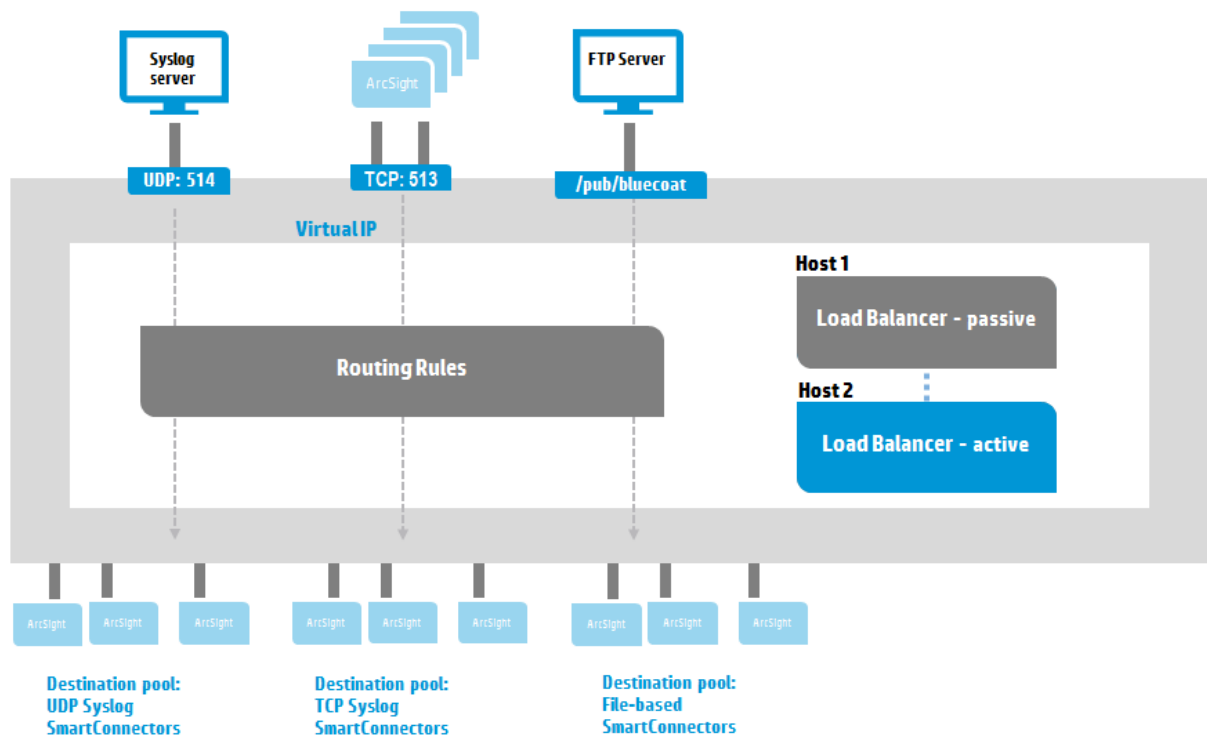 Syslog
server
ArcSight
FTP Server
UDP: 514
TCP: 513
/pub/bluecoat
Virtual IP
Host 1
Load Balancer - passive
Routing Rules
Host 2
Load Balancer - active
ArcSight
ArcSight
ArcSight
ArcSight
ArcSight
ArcSight
ArcSight
ArcSight
ArcSight
Destination pool:
UDP Syslog
SmartConnectors
Destination pool:
TCP Syslog
SmartConnectors
Destination pool:
File-based
SmartConnectors